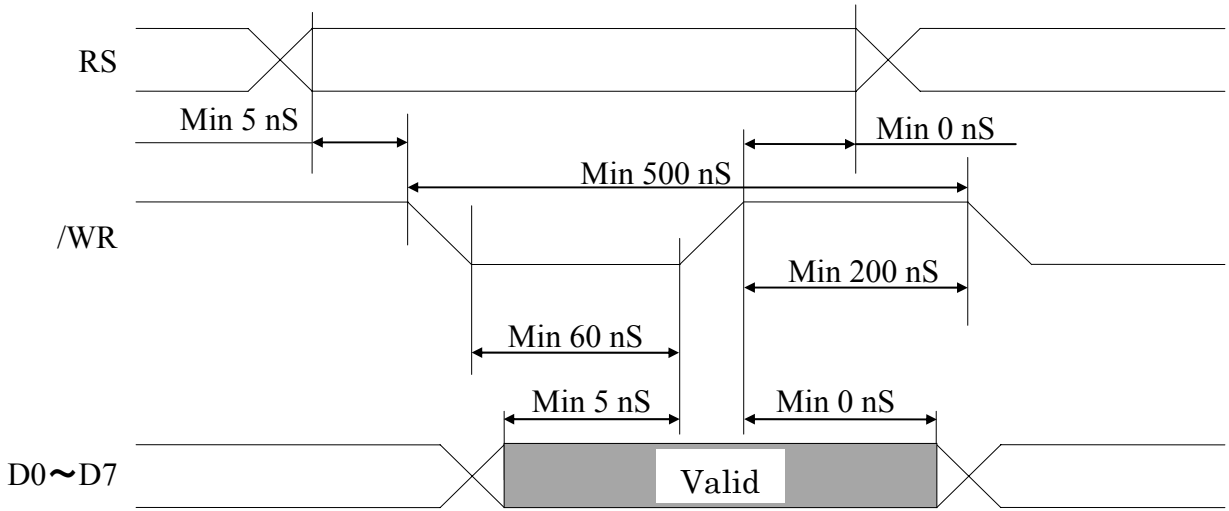 RS
Min 5 nS
Min 0 nS
Min 500 nS
/WR
Min 200 nS
Min 60 nS
Min 5 nS
Min 0 nS
D0～D7
Valid